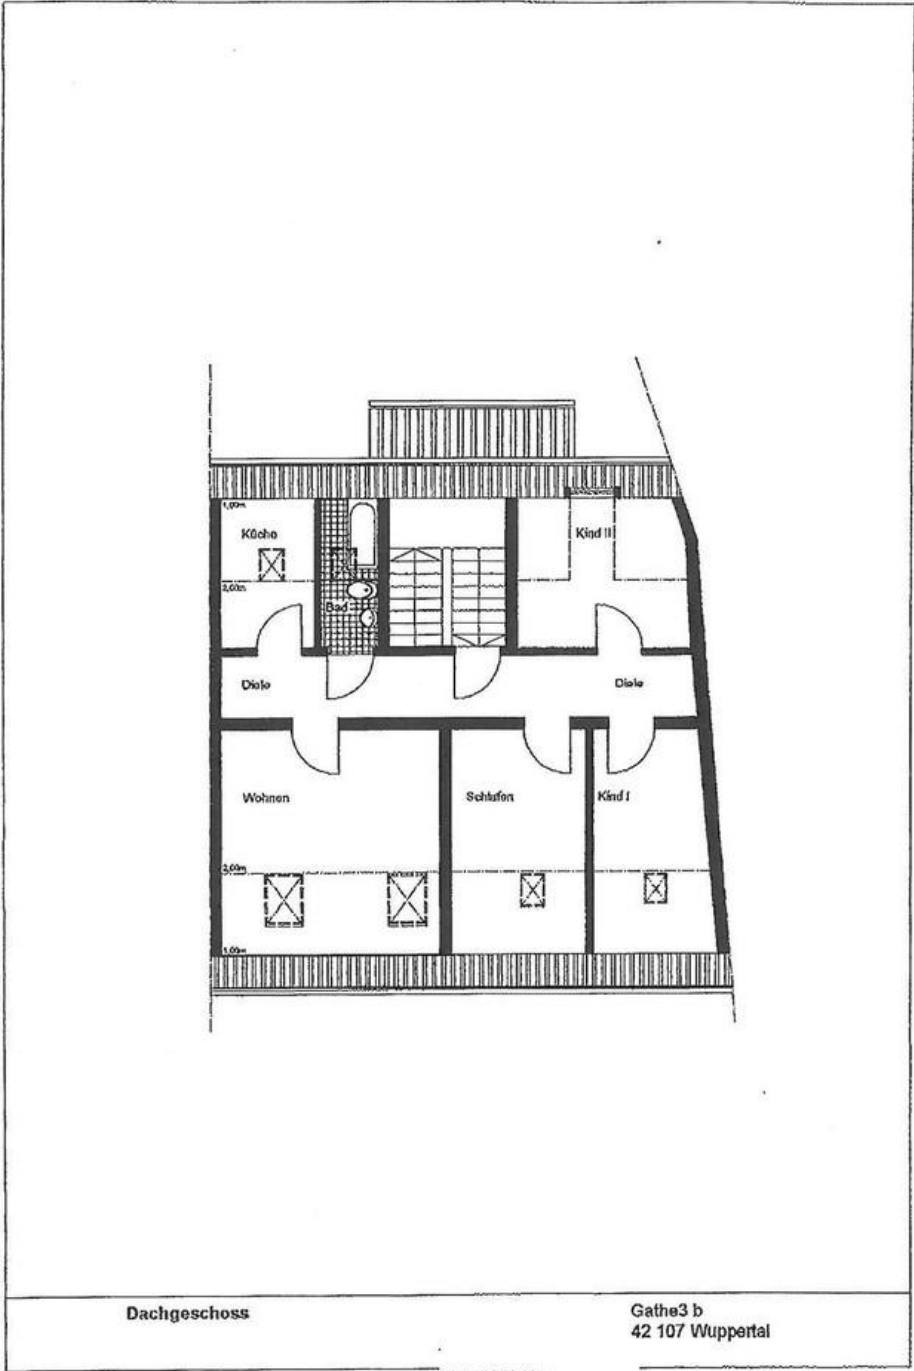 1,00m
Küche
Kind II
2,00m
Bad
Diele
Diele
Wohnen
Schlafen
Kind I
2,00m
1,00m
Dachgeschoss
Gathe3 b
42 107 Wuppertal